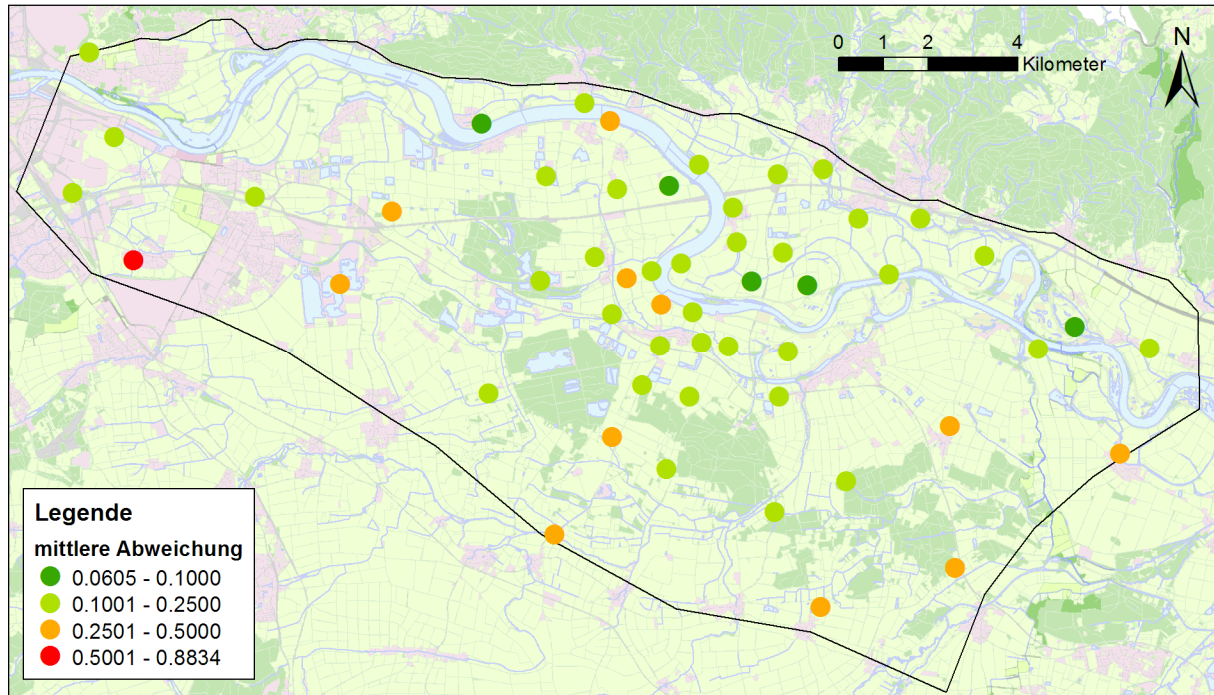 0 1 2 4
Kilometer
N
Legende
mittlere Abweichung
0.0605 - 0.1000
0.1001 - 0.2500
0.2501 - 0.5000
0.5001 - 0.8834